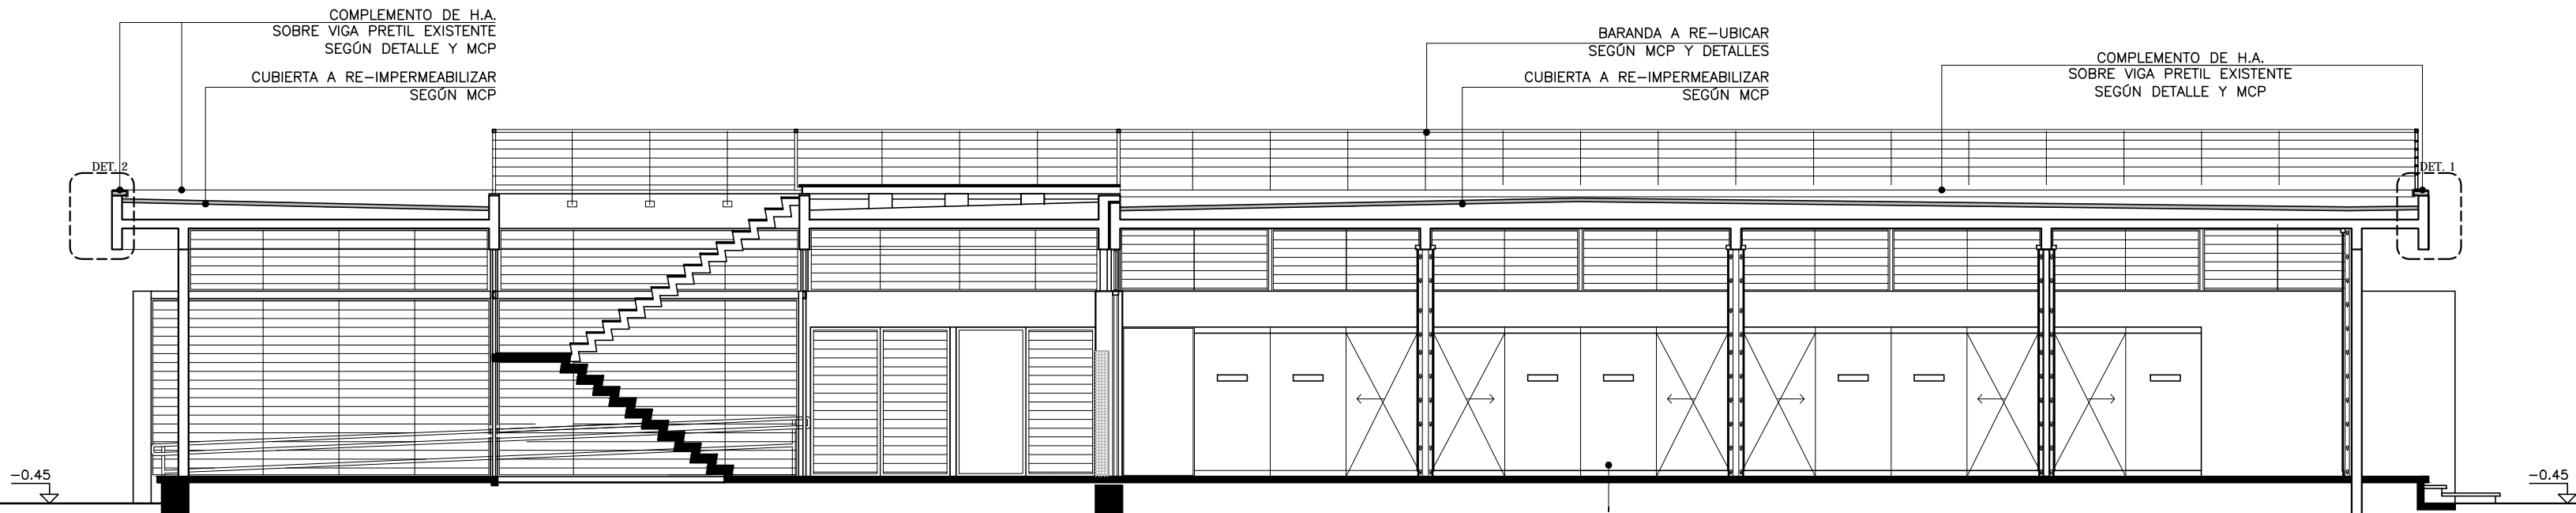 COMPLEMENTO DE H.A.
SOBRE VIGA PRETIL EXISTENTE
SEGÚN DETALLE Y MCP
CUBIERTA A RE-IMPERMEABILIZAR
SEGÚN MCP
BARANDA A RE-UBICAR
SEGÚN MCP Y DETALLES
CUBIERTA A RE-IMPERMEABILIZAR
SEGÚN MCP
COMPLEMENTO DE H.A.
SOBRE VIGA PRETIL EXISTENTE
SEGÚN DETALLE Y MCP
DET. 2
DET. 1
-0.45
-0.45